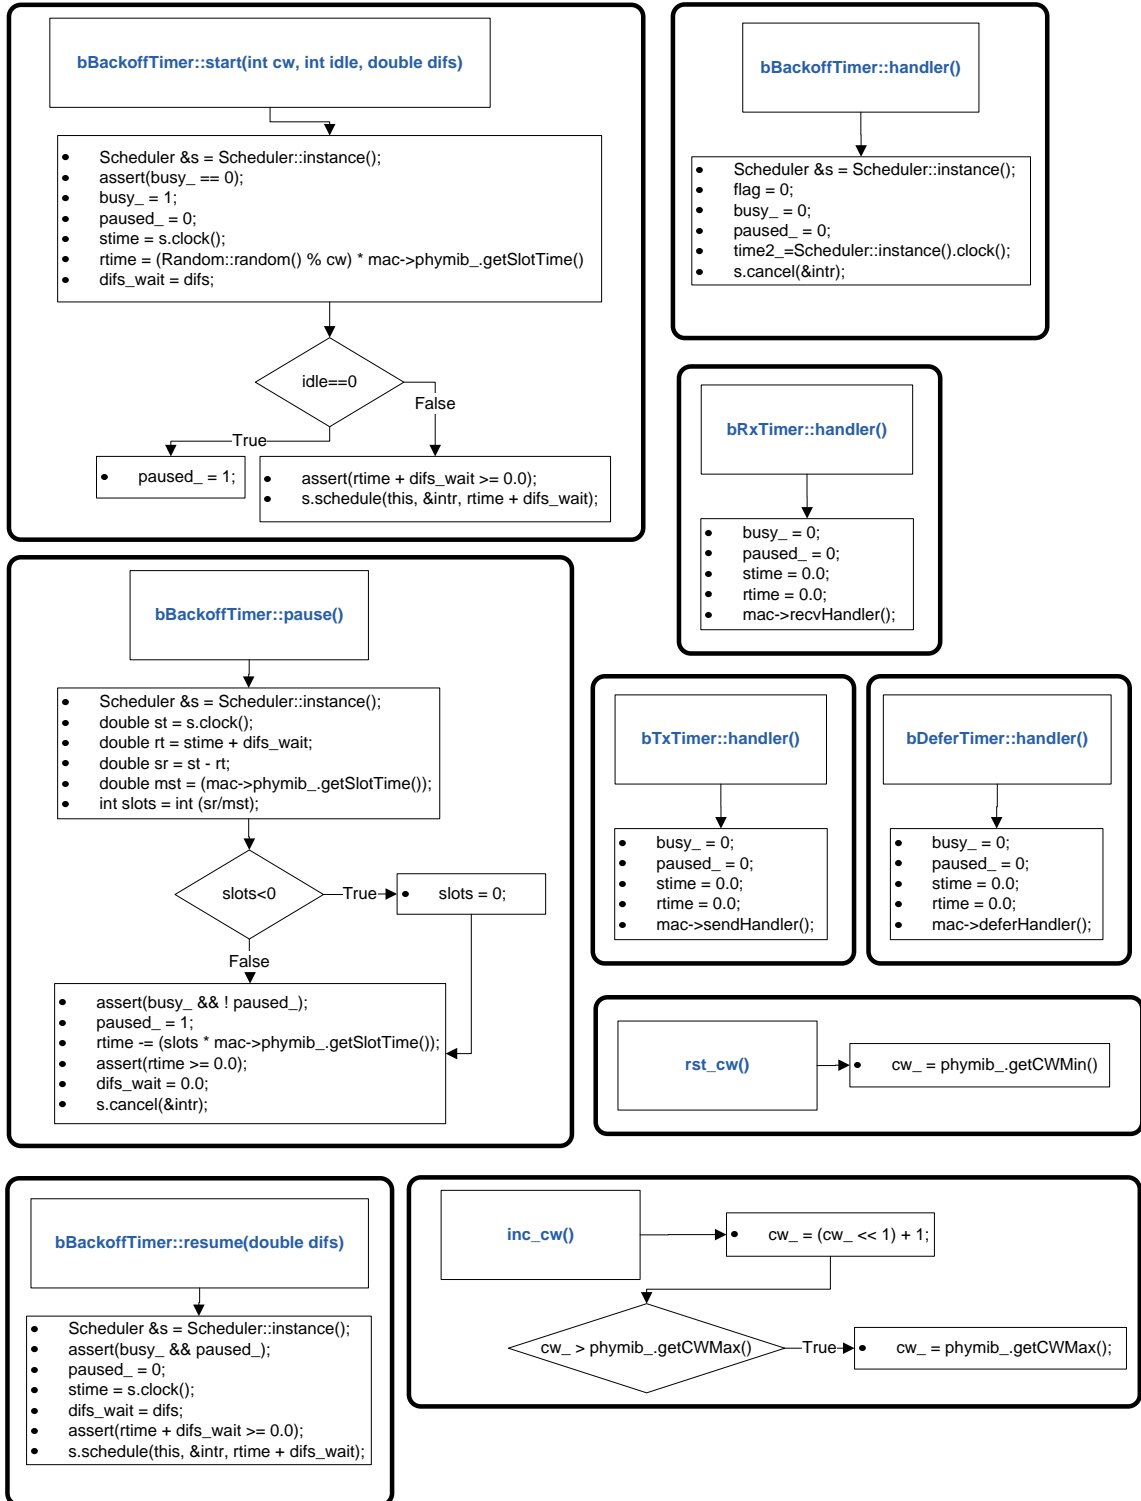 bBackoffTimer::start(int cw, int idle, double difs)
• Scheduler &s = Scheduler::instance();
• assert(busy_ == 0);
• busy_ = 1;
• paused_ = 0;
• stime = s.clock();
• rtime = (Random::random() % cw) * mac->phymib_.getSlotTime()
• difs_wait = difs;
idle==0
False
True
• paused_ = 1;
• assert(rtime + difs_wait >= 0.0);
• s.schedule(this, &intr, rtime + difs_wait);
bBackoffTimer::handler()
• Scheduler &s = Scheduler::instance();
• flag = 0;
• busy_ = 0;
• paused_ = 0;
• time2_=Scheduler::instance().clock();
• s.cancel(&intr);
bRxTimer::handler()
• busy_ = 0;
• paused_ = 0;
• stime = 0.0;
• rtime = 0.0;
• mac->recvHandler();
bBackoffTimer::pause()
• Scheduler &s = Scheduler::instance();
• double st = s.clock();
• double rt = stime + difs_wait;
• double sr = st - rt;
• double mst = (mac->phymib_.getSlotTime());
• int slots = int (sr/mst);
slots<0
True
• slots = 0;
False
• assert(busy_ && ! paused_);
• paused_ = 1;
• rtime -= (slots * mac->phymib_.getSlotTime());
• assert(rtime >= 0.0);
• difs_wait = 0.0;
• s.cancel(&intr);
bTxTimer::handler()
• busy_ = 0;
• paused_ = 0;
• stime = 0.0;
• rtime = 0.0;
• mac->sendHandler();
bDeferTimer::handler()
• busy_ = 0;
• paused_ = 0;
• stime = 0.0;
• rtime = 0.0;
• mac->deferHandler();
rst_cw()
• cw_ = phymib_.getCWMin()
bBackoffTimer::resume(double difs)
• Scheduler &s = Scheduler::instance();
• assert(busy_ && paused_);
• paused_ = 0;
• stime = s.clock();
• difs_wait = difs;
• assert(rtime + difs_wait >= 0.0);
• s.schedule(this, &intr, rtime + difs_wait);
inc_cw()
• cw_ = (cw_ << 1) + 1;
cw_ > phymib_.getCWMax()
True
• cw_ = phymib_.getCWMax();